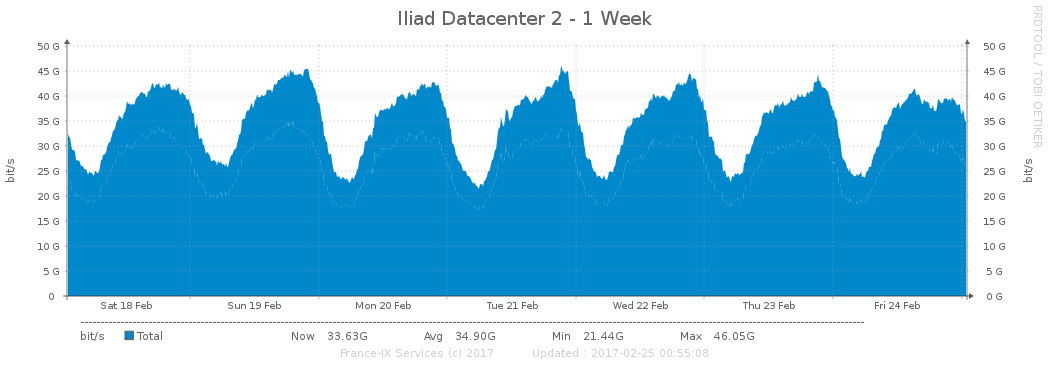 Iliad Datacenter 2 - 1 Week
RRDTOOL / TOBI OETIKER
50 G 50 G
45 G 45 G
40 G 40 G
35 G 35 G
30 G 30 G
25 G 25 G
20 G 20 G
15 G 15 G
10 G 10 G
5 G 5 G
0 0 G
bit/s bit/s
Sat 18 Feb Sun 19 Feb Mon 20 Feb Tue 21 Feb Wed 22 Feb Thu 23 Feb Fri 24 Feb
bit/s Total Now 33.63G Avg 34.90G Min 21.44G Max 46.05G
France-IX Services (c) 2017 Updated : 2017-02-25 00:55:08